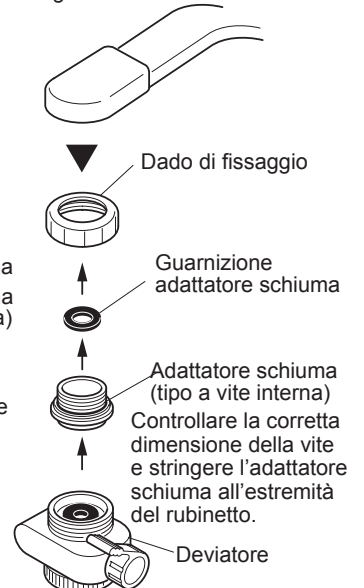 Dado di fissaggio
Guarnizione
adattatore schiuma
Adattatore schiuma
(tipo a vite interna)
Controllare la corretta
dimensione della vite
e stringere l'adattatore
schiuma all'estremità
del rubinetto.
Deviatore